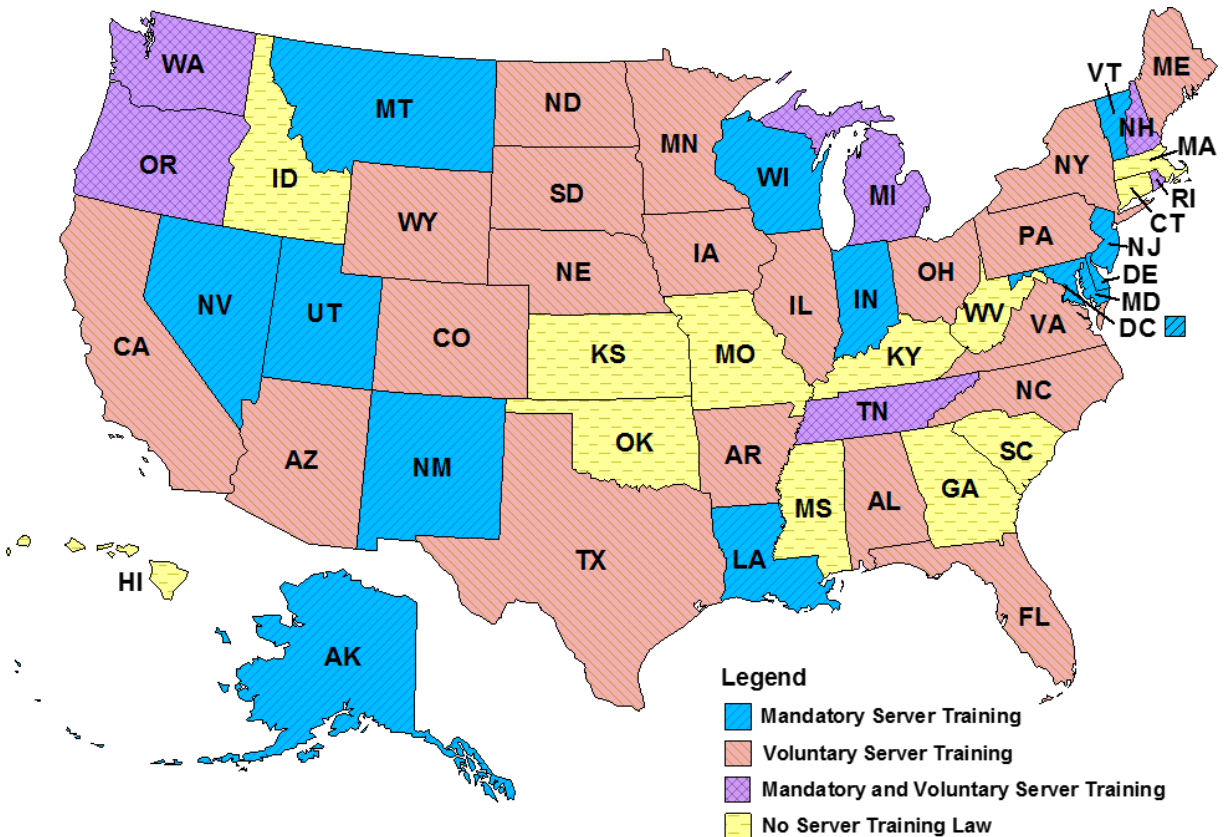 WA
MT
ND
MN
VT
ME
NH
MA
OR
ID
SD
WI
MI
NY
RI
CT
WY
IA
PA
NJ
NE
OH
DE
NV
UT
IL
IN
MD
WV
DC
CO
VA
CA
KS
MO
KY
NC
TN
AZ
NM
OK
AR
SC
GA
MS
AL
TX
LA
HI
FL
AK
Legend
Mandatory Server Training
Voluntary Server Training
Mandatory and Voluntary Server Training
No Server Training Law